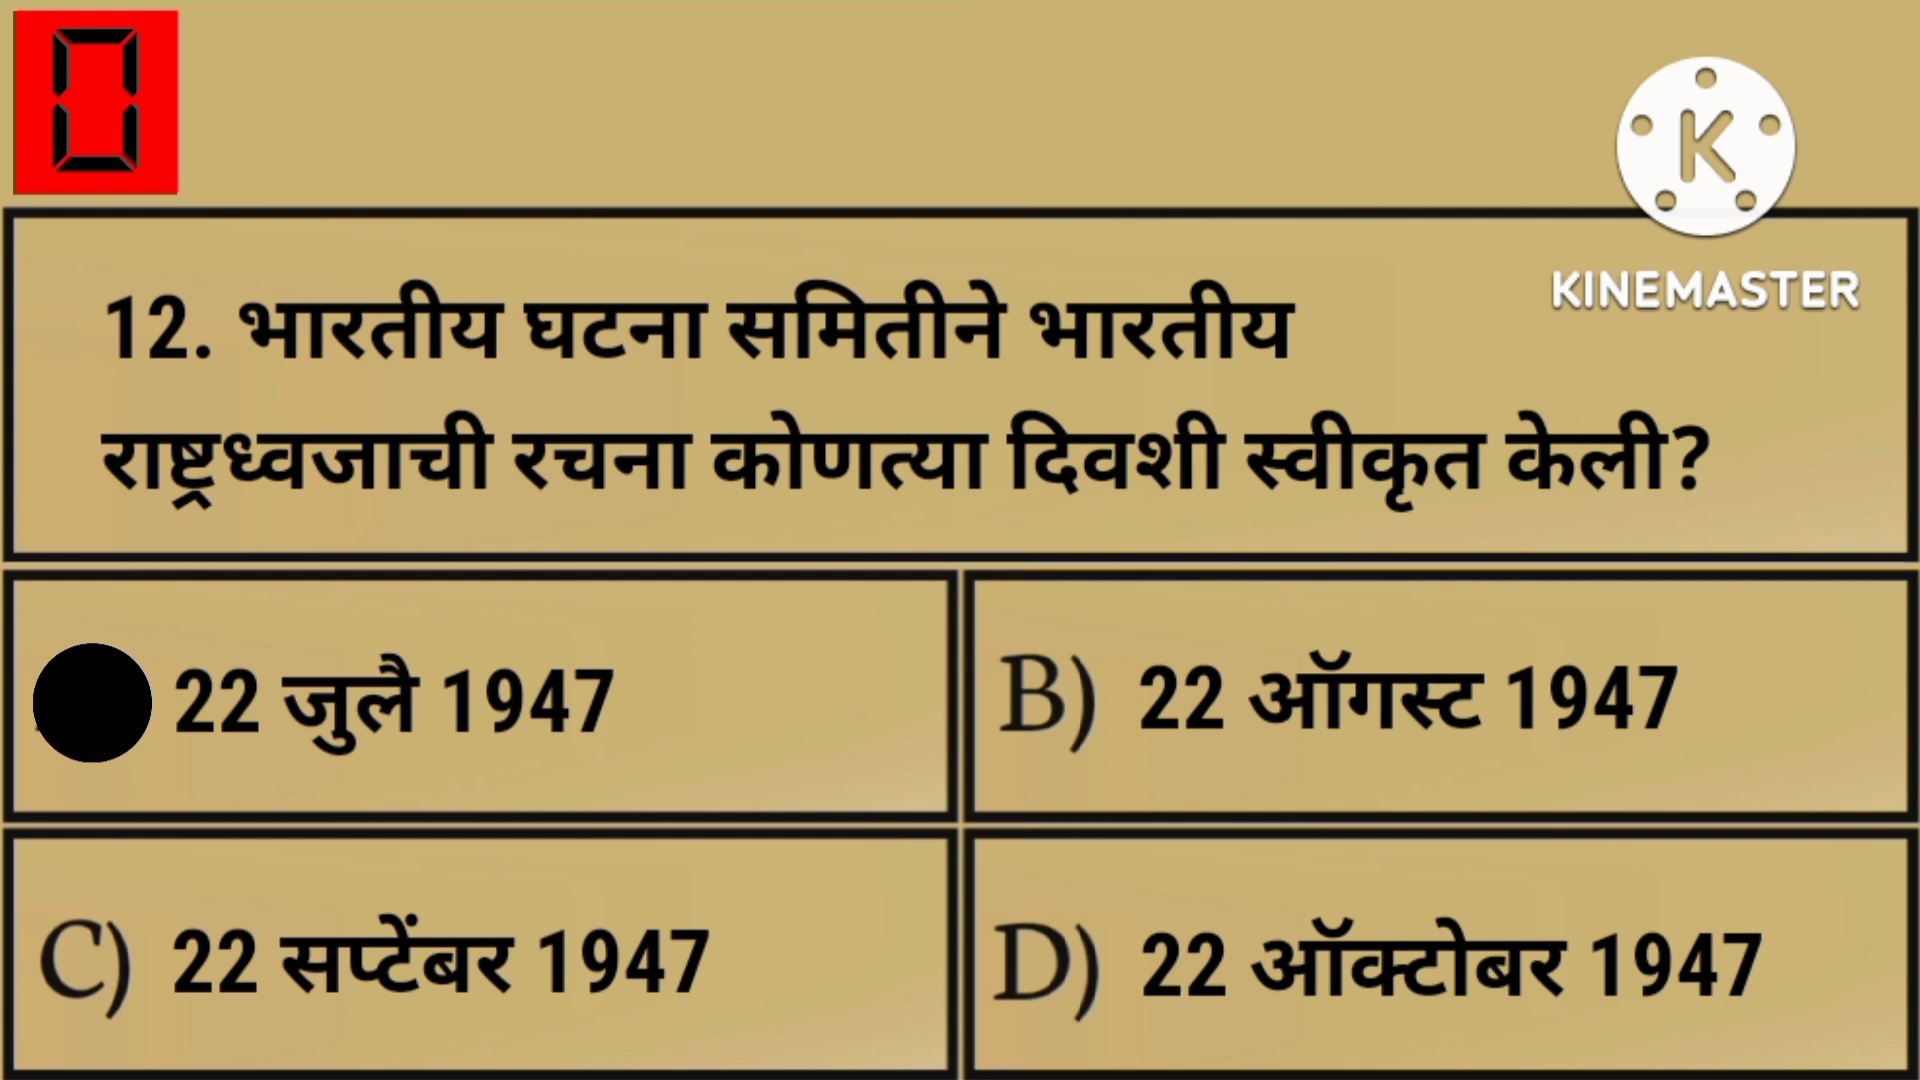 0
12. भारतीय घटना समितीने भारतीय
राष्ट्रध्वजाची रचना कोणत्या दिवशी स्वीकृत केली?
K
KINEMASTER
22 जुलै 1947
B) 22 ऑगस्ट 1947
C) 22 सप्टेंबर 1947
D) 22 ऑक्टोबर 1947